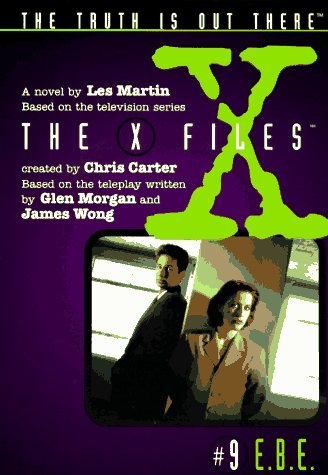 THE TRUTH IS OUT THERE™
A novel by Les Martin
Based on the television series
THE X FILES™
created by Chris Carter
Based on the teleplay written
by Glen Morgan and
James Wong
X
#9 E.B.E.